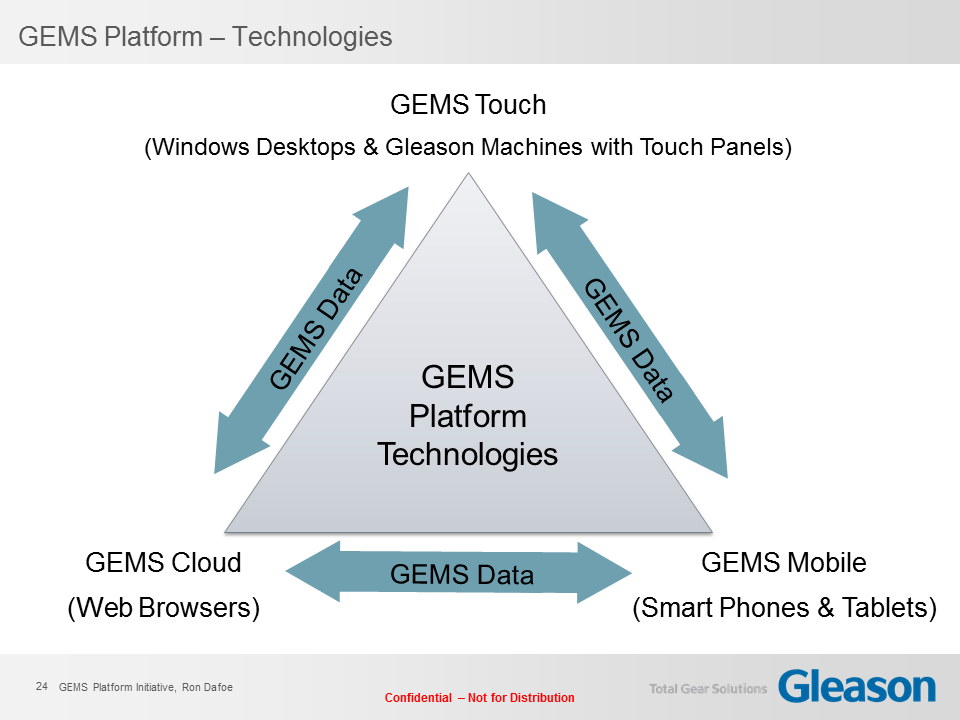 GEMS Platform – Technologies
GEMS Touch
(Windows Desktops & Gleason Machines with Touch Panels)
GEMS Data
GEMS Data
GEMS
Platform
Technologies
GEMS Cloud
(Web Browsers)
GEMS Data
GEMS Mobile
(Smart Phones & Tablets)
24 GEMS Platform Initiative, Ron Dafoe
Confidential – Not for Distribution
Total Gear Solutions
Gleason